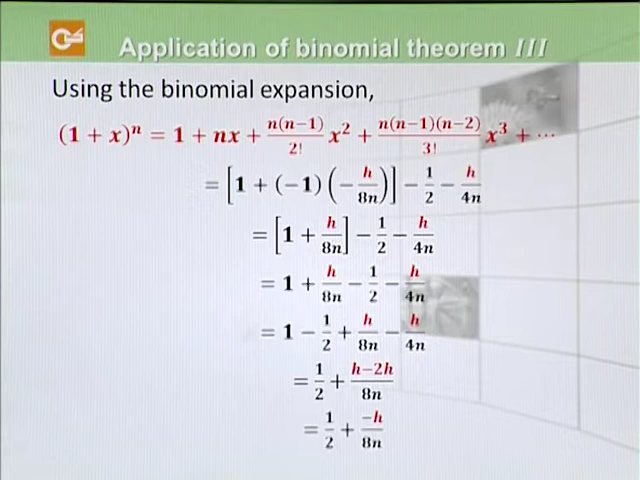 Application of binomial theorem III
Using the binomial expansion,
(1 + x)ⁿ = 1 + nx + n(n−1)/2! x² + n(n−1)(n−2)/3! x³ + ⋯
= [1 + (−1)(−h/8n)] − 1/2 − h/4n
= [1 + h/8n] − 1/2 − h/4n
= 1 + h/8n − 1/2 − h/4n
= 1 − 1/2 + h/8n − h/4n
= 1/2 + h−2h/8n
= 1/2 + −h/8n